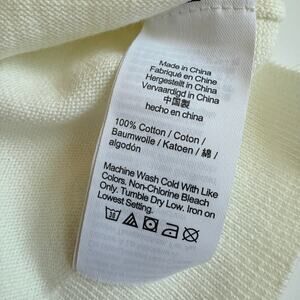 Made in China
Fabriqué en Chine
Hergestellt in China
Vervaardigd in China
中国製
hecho en china
100% Cotton / Coton /
Baumwolle / Katoen / 綿 /
algodón
Machine Wash Cold With Like
Colors. Non-Chlorine Bleach
Only. Tumble Dry Low. Iron on
Lowest Setting.